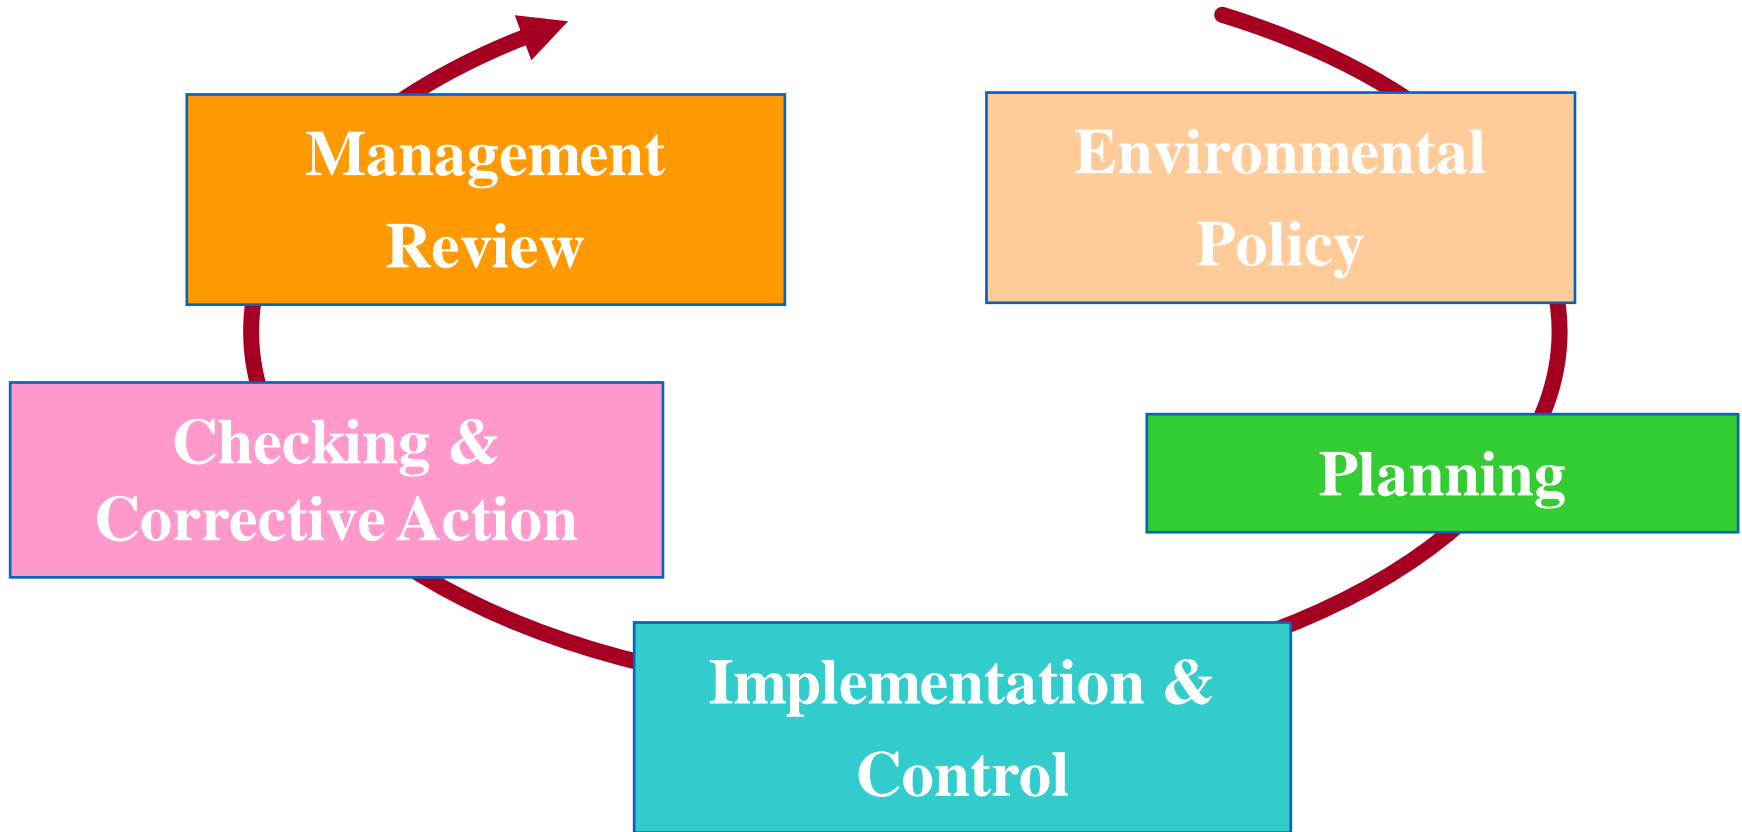 Management
Review
Environmental
Policy
Checking &
Corrective Action
Planning
Implementation &
Control